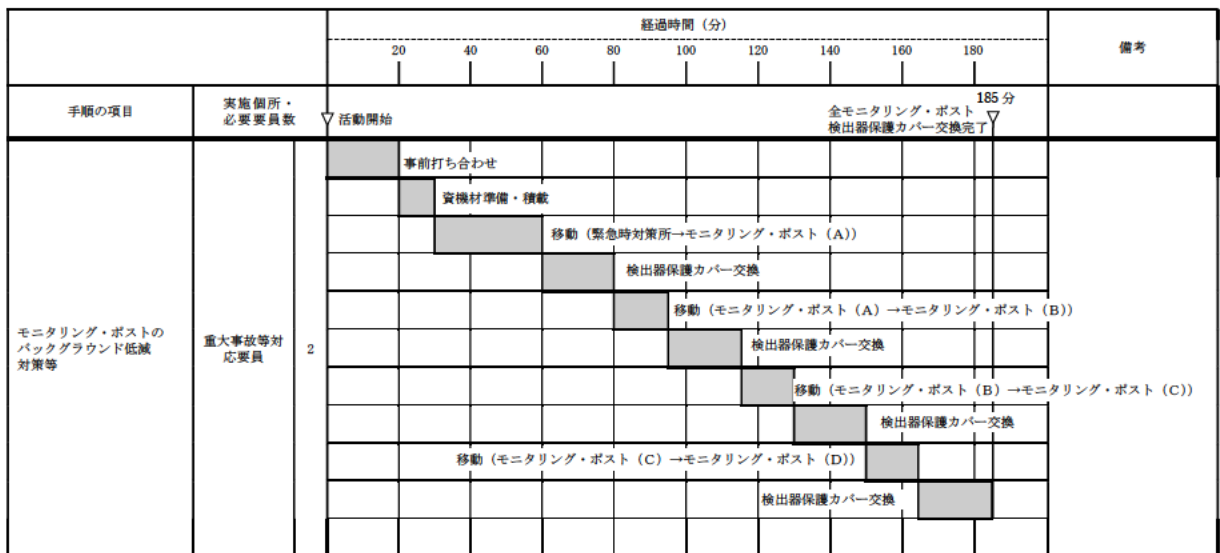 経過時間（分）
備考
20 40 60 80 100 120 140 160 180
手順の項目
実施個所・
必要要員数
活動開始
185分
全モニタリング・ポスト
検出器保護カバー交換完了
モニタリング・ポストの
バックグラウンド低減
対策等
重大事故等対
応要員
2
事前打ち合わせ
資機材準備・積載
移動（緊急時対策所→モニタリング・ポスト（A））
検出器保護カバー交換
移動（モニタリング・ポスト（A）→モニタリング・ポスト（B））
検出器保護カバー交換
移動（モニタリング・ポスト（B）→モニタリング・ポスト（C））
検出器保護カバー交換
移動（モニタリング・ポスト（C）→モニタリング・ポスト（D））
検出器保護カバー交換